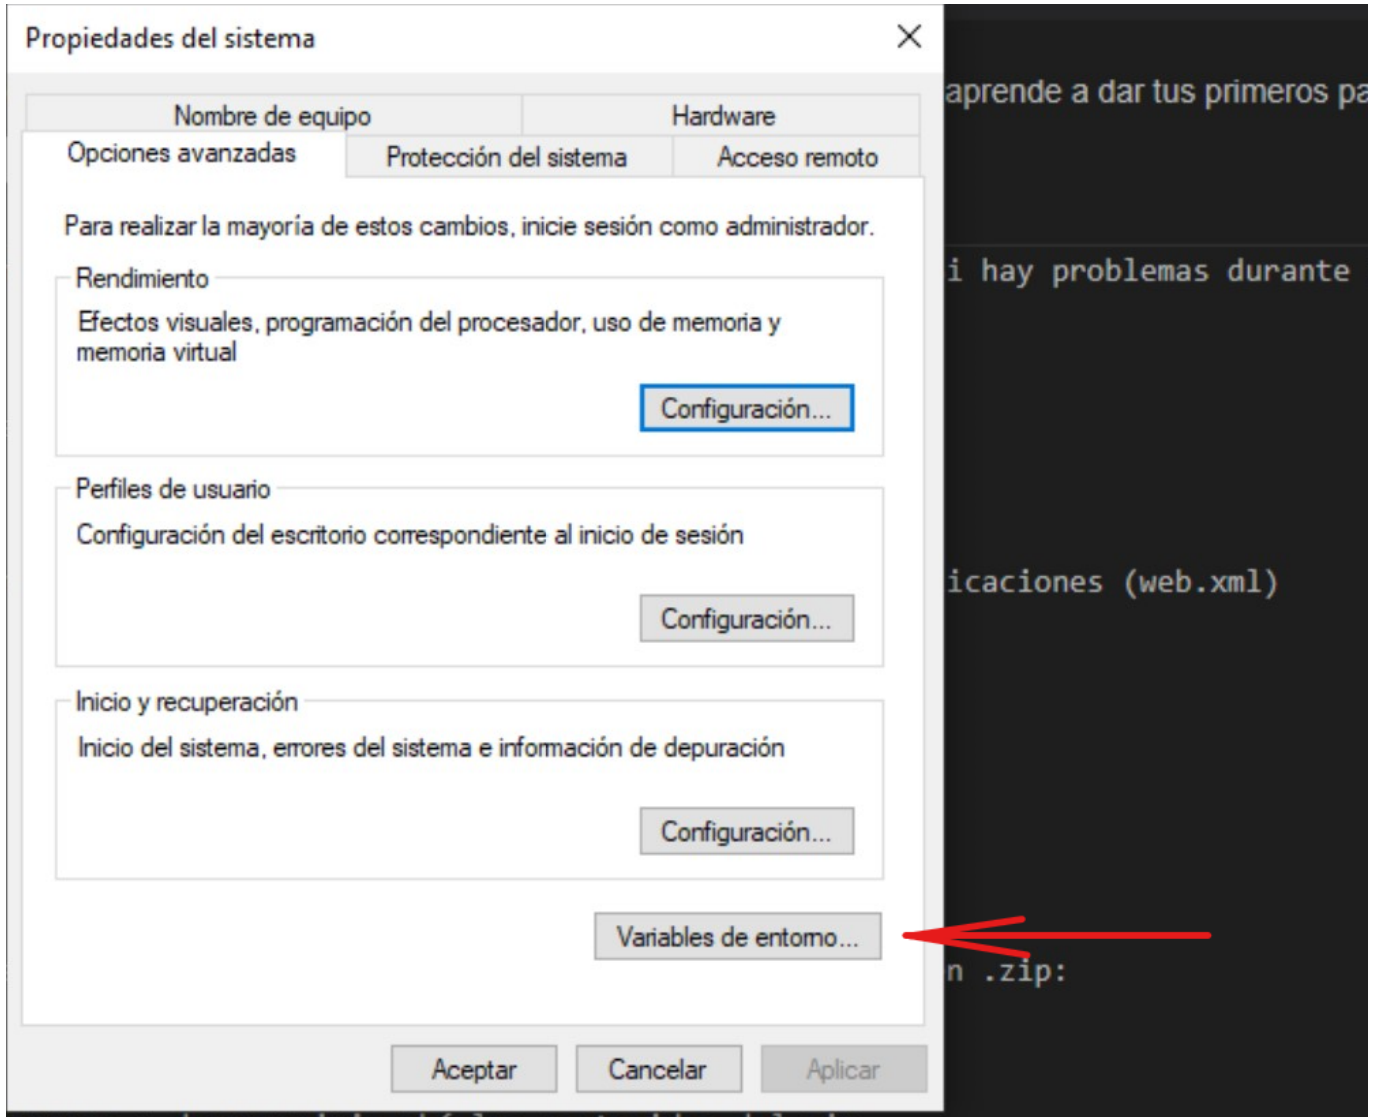 Propiedades del sistema
Nombre de equipo
Hardware
Opciones avanzadas
Protección del sistema
Acceso remoto
Para realizar la mayoría de estos cambios, inicie sesión como administrador.
Rendimiento
Efectos visuales, programación del procesador, uso de memoria y
memoria virtual
Configuración...
Perfiles de usuario
Configuración del escritorio correspondiente al inicio de sesión
Configuración...
Inicio y recuperación
Inicio del sistema, errores del sistema e información de depuración
Configuración...
Variables de entorno...
Aceptar
Cancelar
Aplicar
aprende a dar tus primeros pa
i hay problemas durante
icaciones (web.xml)
n .zip: